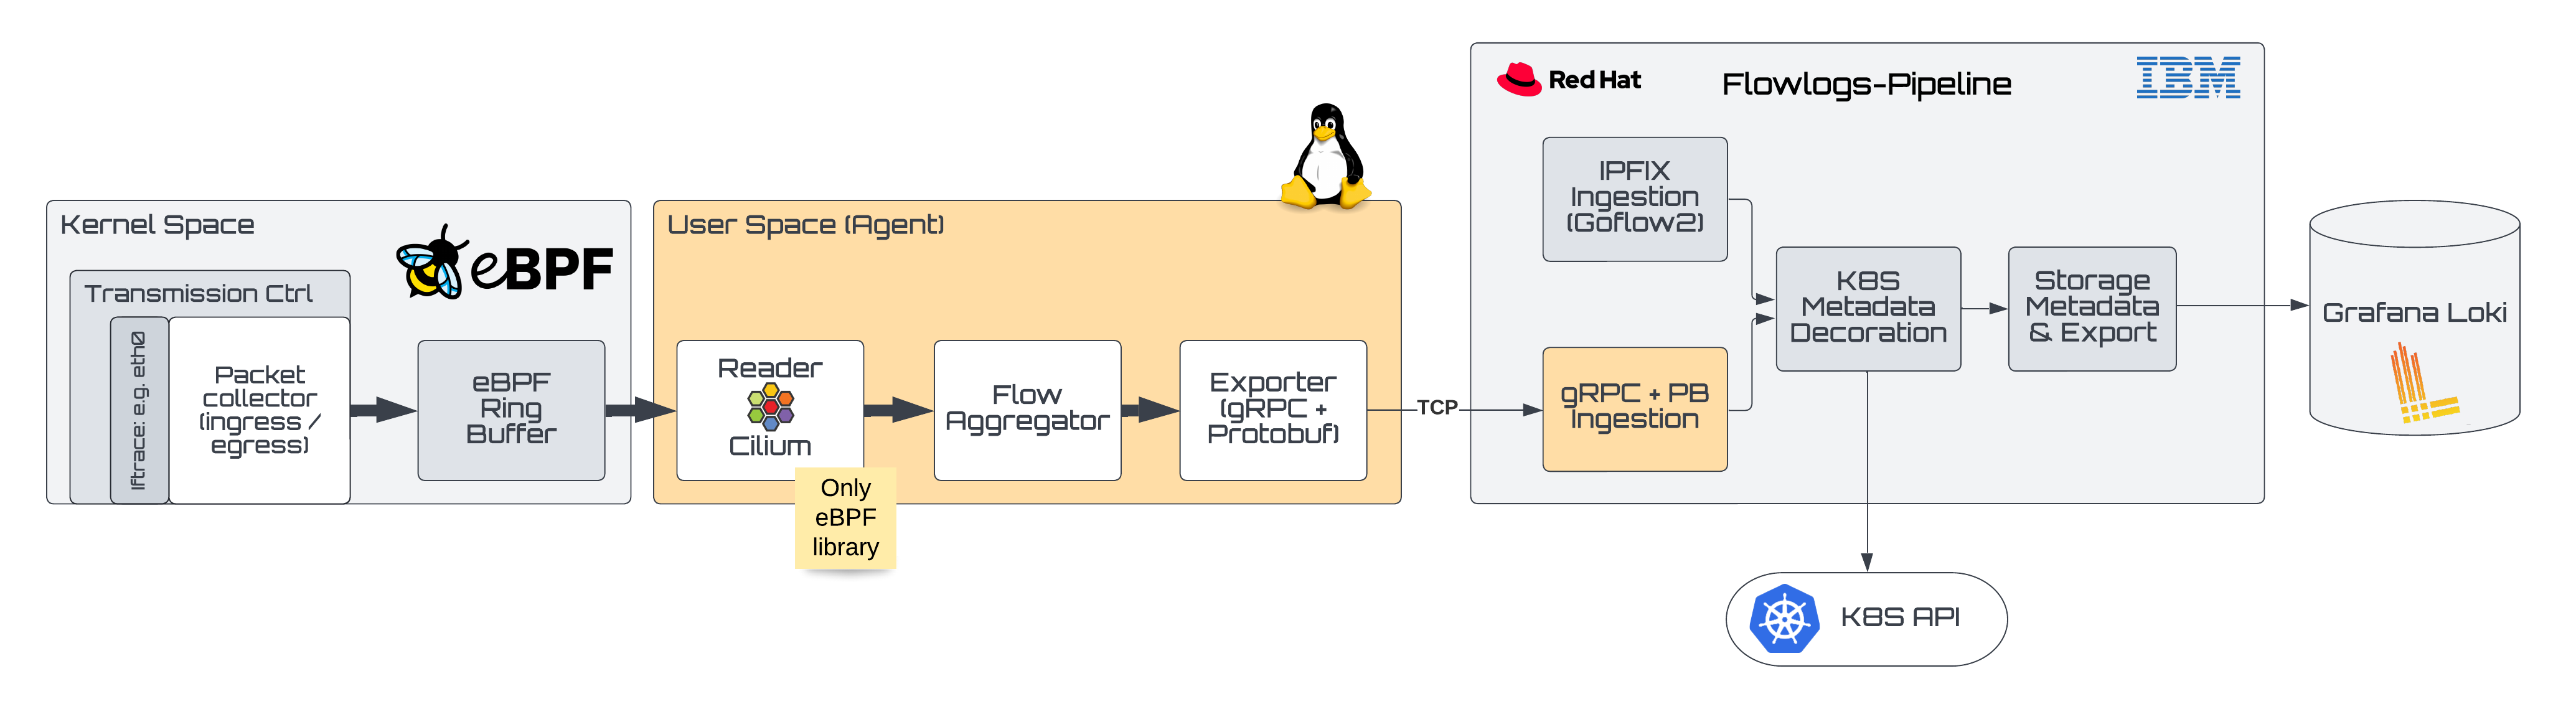 Kernel Space
eBPF
Transmission Ctrl
Iftrace: e.g. eth0
Packet
collector
(ingress /
egress)
eBPF
Ring
Buffer
User Space (Agent)
Reader
Cilium
Only
eBPF
library
Flow
Aggregator
Exporter
(gRPC +
Protobuf)
TCP
Red Hat
Flowlogs-Pipeline
IBM
IPFIX
Ingestion
(Goflow2)
gRPC + PB
Ingestion
K8S
Metadata
Decoration
Storage
Metadata
& Export
Grafana Loki
K8S API